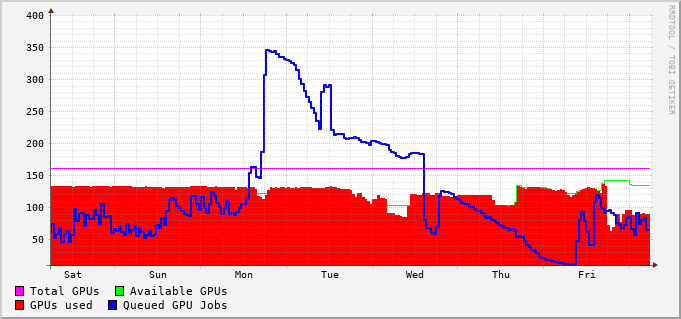 400
350
300
250
200
150
100
50
Sat Sun Mon Tue Wed Thu Fri
Total GPUs Available GPUs
GPUs used Queued GPU Jobs
RRDTOOL / TOBI OETIKER